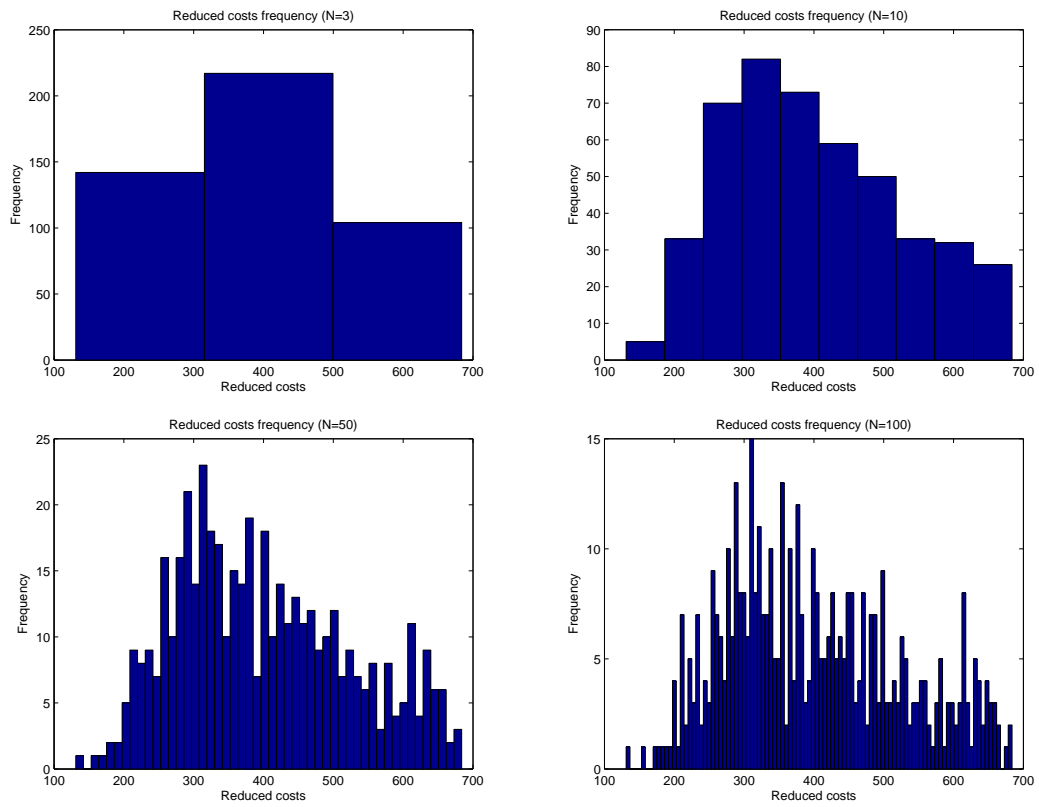 Reduced costs frequency (N=3)
250
200
150
100
50
0
100 200 300 400 500 600 700
Frequency
Reduced costs
Reduced costs frequency (N=10)
90
80
70
60
50
40
30
20
10
0
100 200 300 400 500 600 700
Frequency
Reduced costs
Reduced costs frequency (N=50)
25
20
15
10
5
0
100 200 300 400 500 600 700
Frequency
Reduced costs
Reduced costs frequency (N=100)
15
10
5
0
100 200 300 400 500 600 700
Frequency
Reduced costs